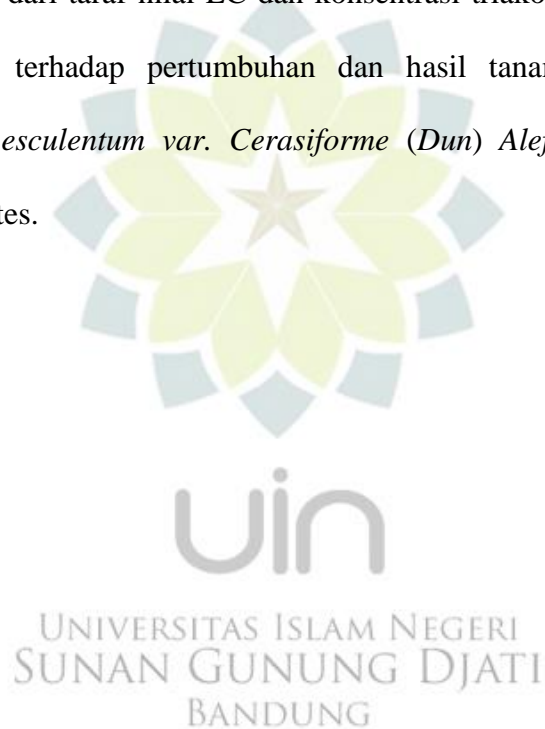 dari taraf nilai EC dan konsentrasi triako
terhadap pertumbuhan dan hasil tanar
esculentum var. Cerasiforme (Dun) Alef
tes.
uin
UNIVERSITAS ISLAM NEGERI
SUNAN GUNUNG DJATI
BANDUNG